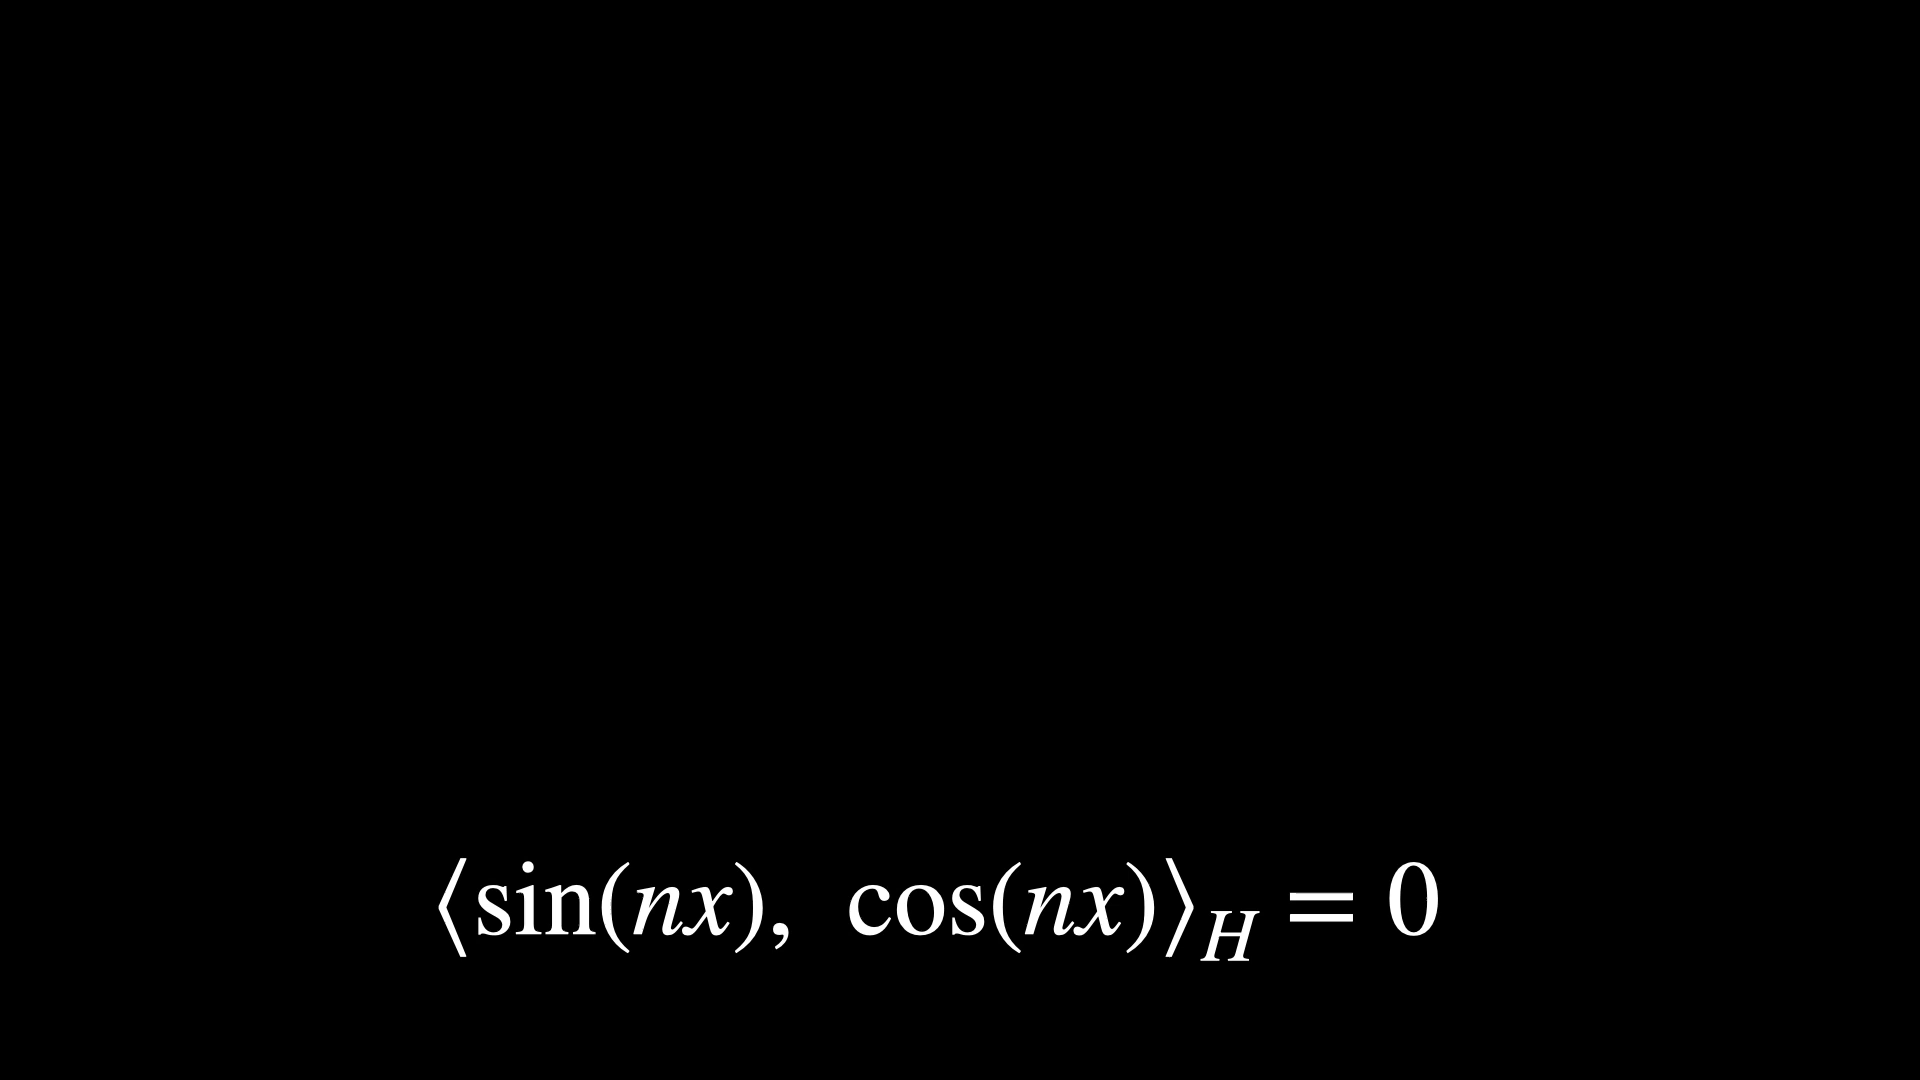 ⟨sin(nx), cos(nx)⟩_H = 0